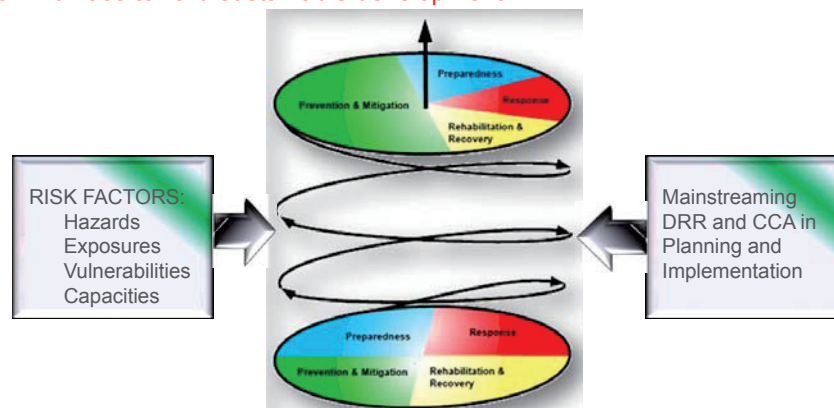 Preparedness
Prevention & Mitigation
Response
Rehabilitation &
Recovery
RISK FACTORS:
Hazards
Exposures
Vulnerabilities
Capacities
Mainstreaming
DRR and CCA in
Planning and
Implementation
Preparedness
Response
Prevention & Mitigation
Rehabilitation &
Recovery